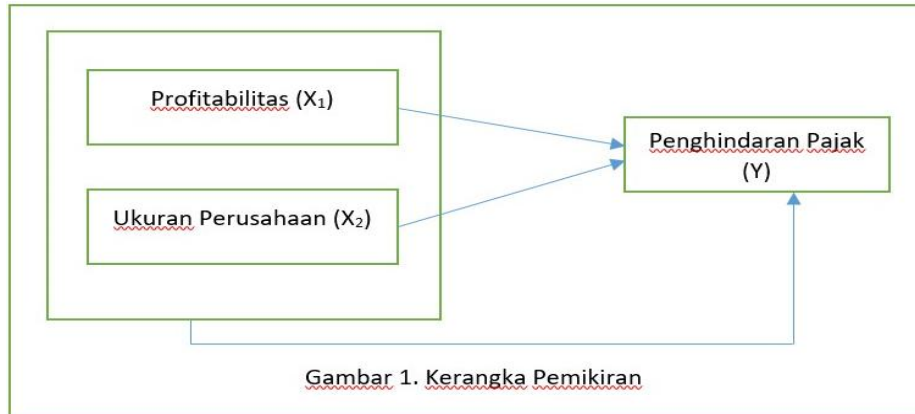 Profitabilitas (X₁)
Penghindaran Pajak
(Y)
Ukuran Perusahaan (X₂)
Gambar 1. Kerangka Pemikiran